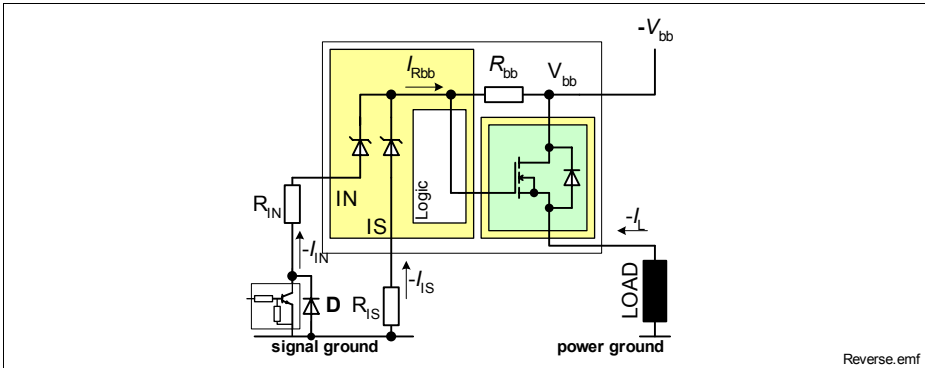 -Vbb
IRbb
Rbb
Vbb
IN
Logic
RIN
IS
-IL
-IIN
-IIS
LOAD
D
RIS
signal ground
power ground
Reverse.emf